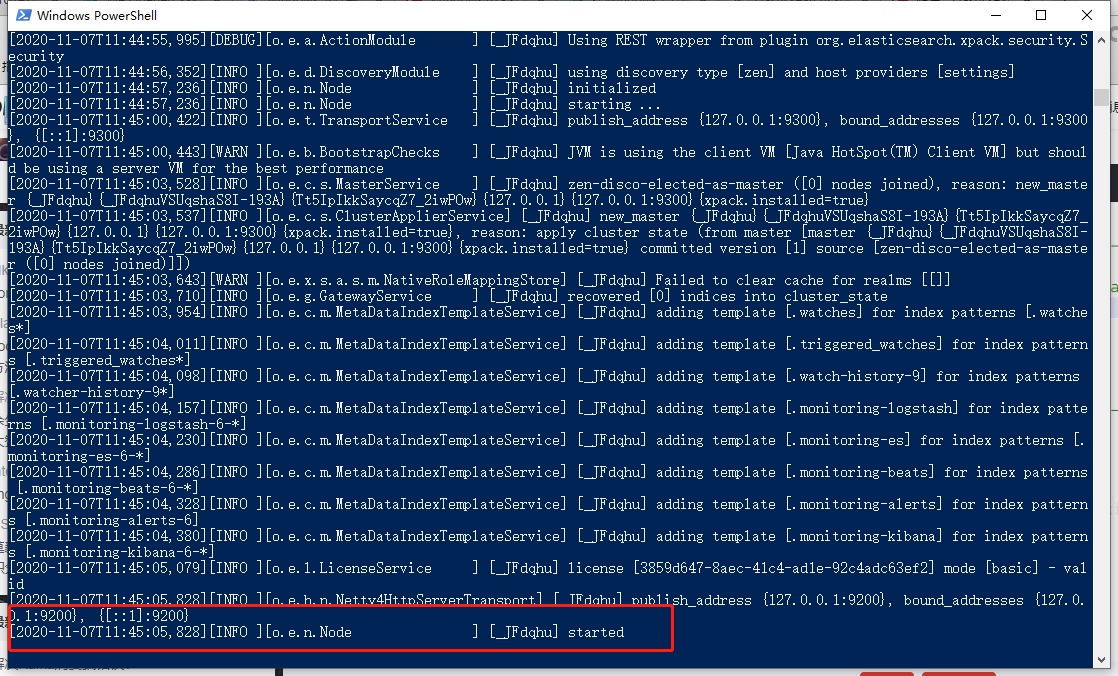 Windows PowerShell
[2020-11-07T11:44:55,995][DEBUG][o.e.a.ActionModule       ] [_JFdqhu] Using REST wrapper from plugin org.elasticsearch.xpack.security.S
ecurity
[2020-11-07T11:44:56,352][INFO ][o.e.d.DiscoveryModule    ] [_JFdqhu] using discovery type [zen] and host providers [settings]
[2020-11-07T11:44:57,236][INFO ][o.e.n.Node               ] [_JFdqhu] initialized
[2020-11-07T11:44:57,236][INFO ][o.e.n.Node               ] [_JFdqhu] starting ...
[2020-11-07T11:45:00,422][INFO ][o.e.t.TransportService   ] [_JFdqhu] publish_address {127.0.0.1:9300}, bound_addresses {127.0.0.1:9300
}, {[::1]:9300}
[2020-11-07T11:45:00,443][WARN ][o.e.b.BootstrapChecks    ] [_JFdqhu] JVM is using the client VM [Java HotSpot(TM) Client VM] but shoul
d be using a server VM for the best performance
[2020-11-07T11:45:03,528][INFO ][o.e.c.s.MasterService    ] [_JFdqhu] zen-disco-elected-as-master ([0] nodes joined), reason: new_maste
r {_JFdqhu}{_JFdqhuVSUqshaS8I-193A}{Tt5IpIkkSaycqZ7_2iwPOw}{127.0.0.1}{127.0.0.1:9300}{xpack.installed=true}
[2020-11-07T11:45:03,537][INFO ][o.e.c.s.ClusterApplierService] [_JFdqhu] new_master {_JFdqhu}{_JFdqhuVSUqshaS8I-193A}{Tt5IpIkkSaycqZ7_
2iwPOw}{127.0.0.1}{127.0.0.1:9300}{xpack.installed=true}, reason: apply cluster state (from master [master {_JFdqhu}{_JFdqhuVSUqshaS8I-
193A}{Tt5IpIkkSaycqZ7_2iwPOw}{127.0.0.1}{127.0.0.1:9300}{xpack.installed=true} committed version [1] source [zen-disco-elected-as-maste
r ([0] nodes joined)]])
[2020-11-07T11:45:03,643][WARN ][o.e.x.s.a.s.m.NativeRoleMappingStore] [_JFdqhu] Failed to clear cache for realms [[]]
[2020-11-07T11:45:03,710][INFO ][o.e.g.GatewayService     ] [_JFdqhu] recovered [0] indices into cluster_state
[2020-11-07T11:45:03,954][INFO ][o.e.c.m.MetaDataIndexTemplateService] [_JFdqhu] adding template [.watches] for index patterns [.watche
s*]
[2020-11-07T11:45:04,011][INFO ][o.e.c.m.MetaDataIndexTemplateService] [_JFdqhu] adding template [.triggered_watches] for index pattern
s [.triggered_watches*]
[2020-11-07T11:45:04,098][INFO ][o.e.c.m.MetaDataIndexTemplateService] [_JFdqhu] adding template [.watch-history-9] for index patterns
[.watcher-history-9*]
[2020-11-07T11:45:04,157][INFO ][o.e.c.m.MetaDataIndexTemplateService] [_JFdqhu] adding template [.monitoring-logstash] for index patte
rns [.monitoring-logstash-6-*]
[2020-11-07T11:45:04,230][INFO ][o.e.c.m.MetaDataIndexTemplateService] [_JFdqhu] adding template [.monitoring-es] for index patterns [.
monitoring-es-6-*]
[2020-11-07T11:45:04,286][INFO ][o.e.c.m.MetaDataIndexTemplateService] [_JFdqhu] adding template [.monitoring-beats] for index patterns
 [.monitoring-beats-6-*]
[2020-11-07T11:45:04,328][INFO ][o.e.c.m.MetaDataIndexTemplateService] [_JFdqhu] adding template [.monitoring-alerts] for index pattern
s [.monitoring-alerts-6]
[2020-11-07T11:45:04,380][INFO ][o.e.c.m.MetaDataIndexTemplateService] [_JFdqhu] adding template [.monitoring-kibana] for index pattern
s [.monitoring-kibana-6-*]
[2020-11-07T11:45:05,079][INFO ][o.e.l.LicenseService     ] [_JFdqhu] license [3859d647-8aec-41c4-ad1e-92c4adc63ef2] mode [basic] - val
id
[2020-11-07T11:45:05,828][INFO ][o.e.h.n.Netty4HttpServerTransport] [_JFdqhu] publish_address {127.0.0.1:9200}, bound_addresses {127.0.
0.1:9200}, {[::1]:9200}
[2020-11-07T11:45:05,828][INFO ][o.e.n.Node               ] [_JFdqhu] started